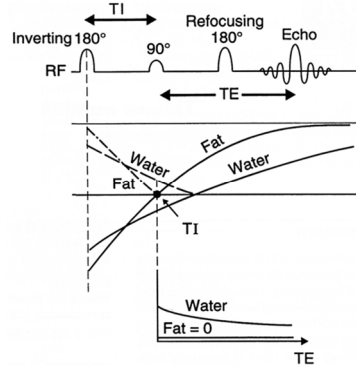 TI
Refocusing
Echo
Inverting 180°
90°
180°
RF
TE
Fat
Water
Water
Fat
TI
Water
Fat = 0
TE